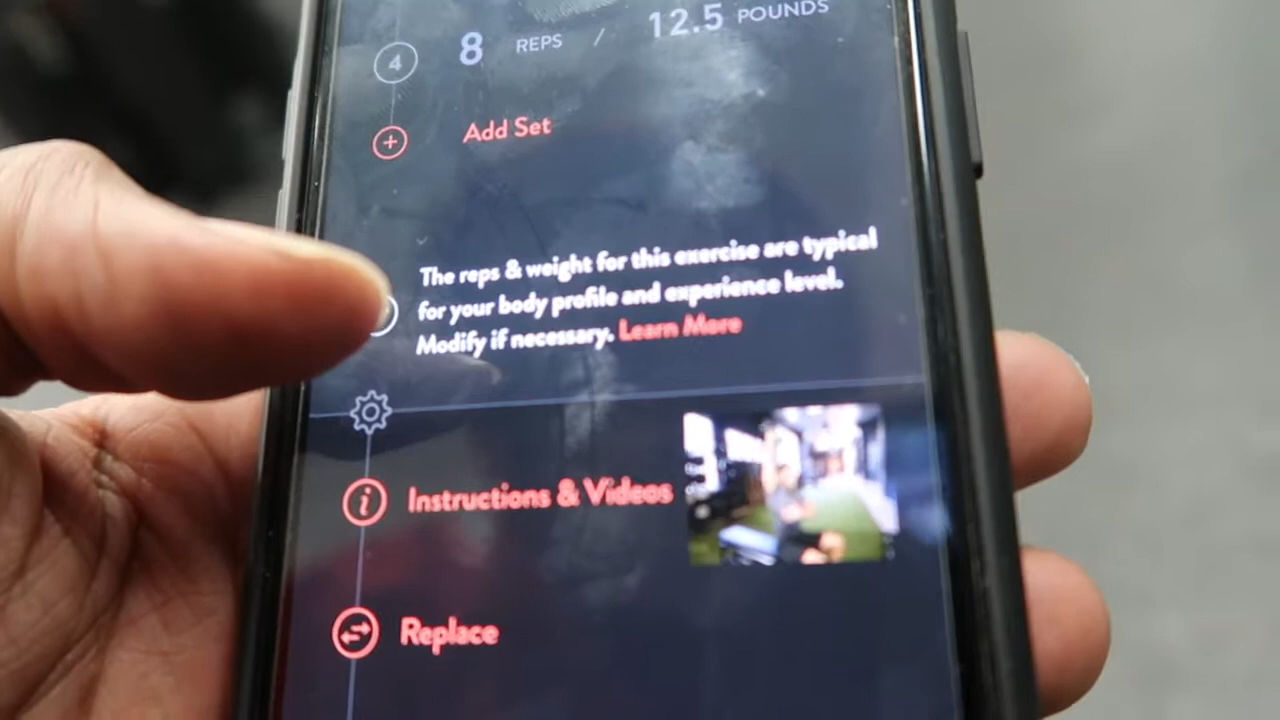 4 8 REPS / 12.5 POUNDS
+ Add Set
The reps & weight for this exercise are typical
for your body profile and experience level.
Modify if necessary. Learn More
i Instructions & Videos
Replace